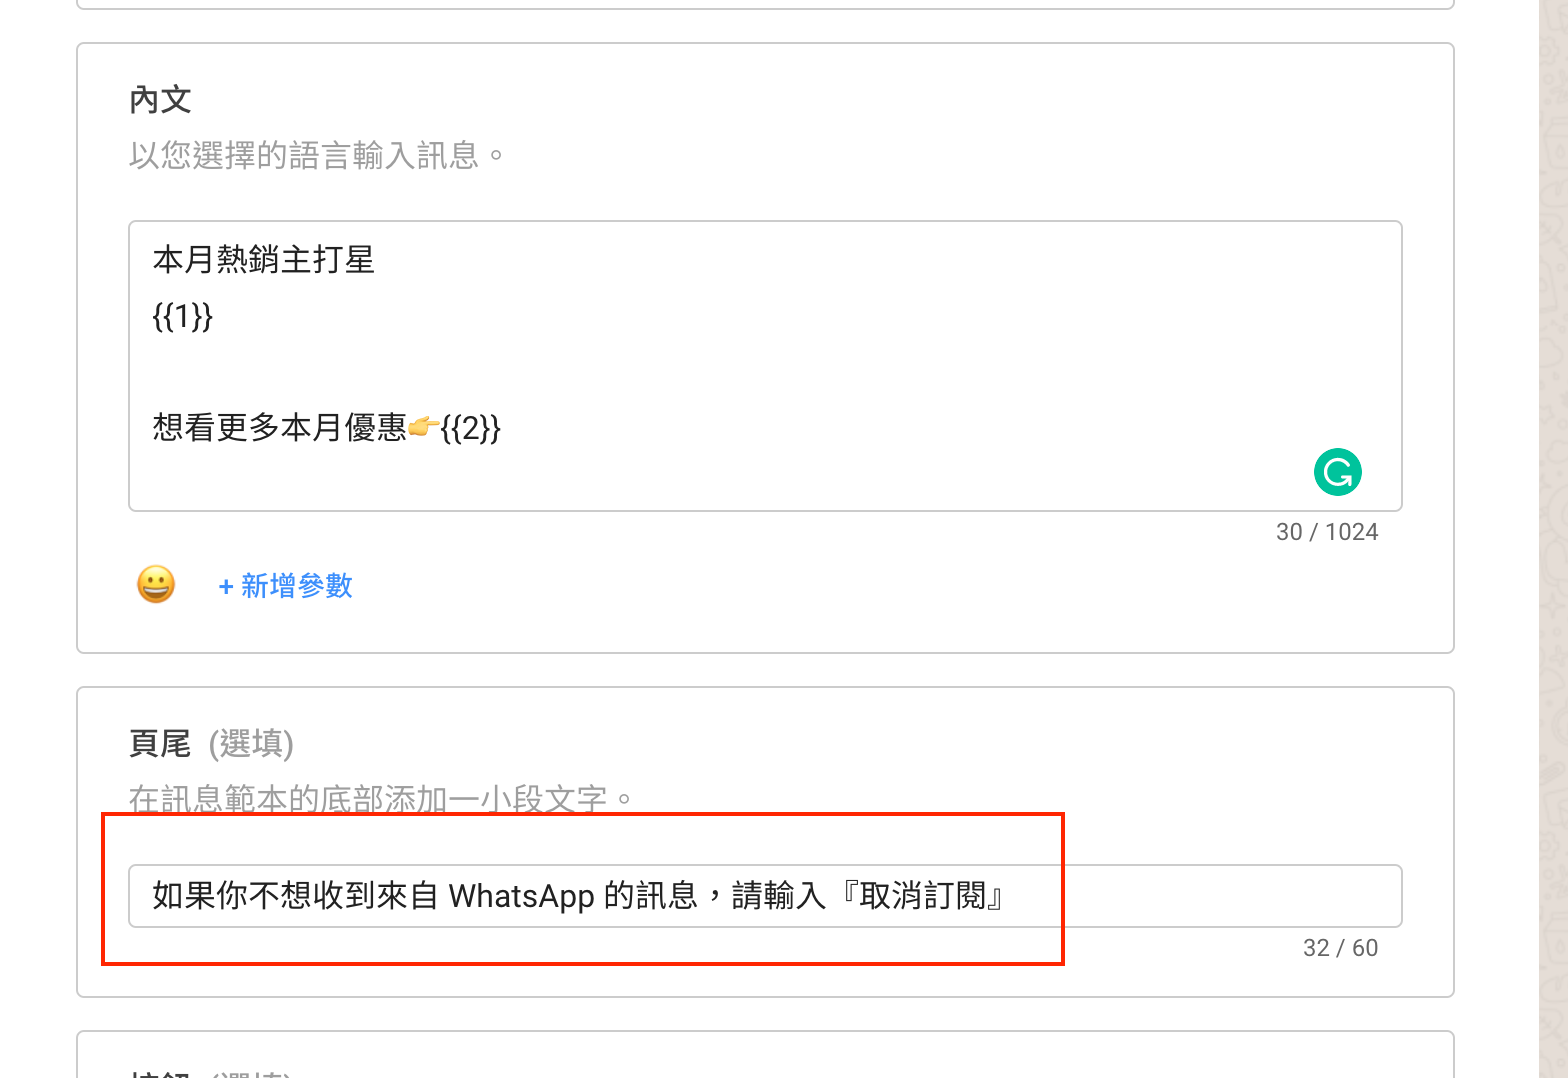 內文
以您選擇的語言輸入訊息。
本月熱銷主打星
{{1}}
想看更多本月優惠👉{{2}}
30 / 1024
+ 新增參數
頁尾 (選填)
在訊息範本的底部添加一小段文字。
如果你不想收到來自 WhatsApp 的訊息，請輸入『取消訂閱』
32 / 60
按鈕 (選填)